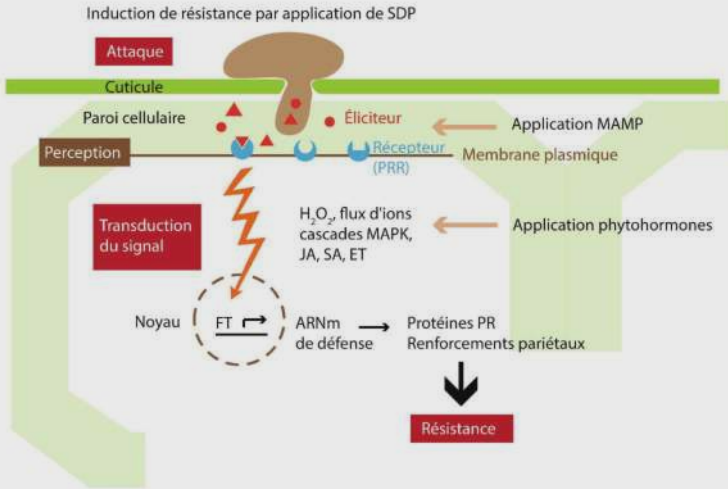 Induction de résistance par application de SDP
Attaque
Cuticule
Paroi cellulaire
Éliciteur
Application MAMP
Perception
Récepteur
(PRR)
Membrane plasmique
Transduction
du signal
H₂O₂, flux d'ions
cascades MAPK,
JA, SA, ET
Application phytohormones
Noyau
FT
ARNm
de défense
Protéines PR
Renforcements pariétaux
Résistance